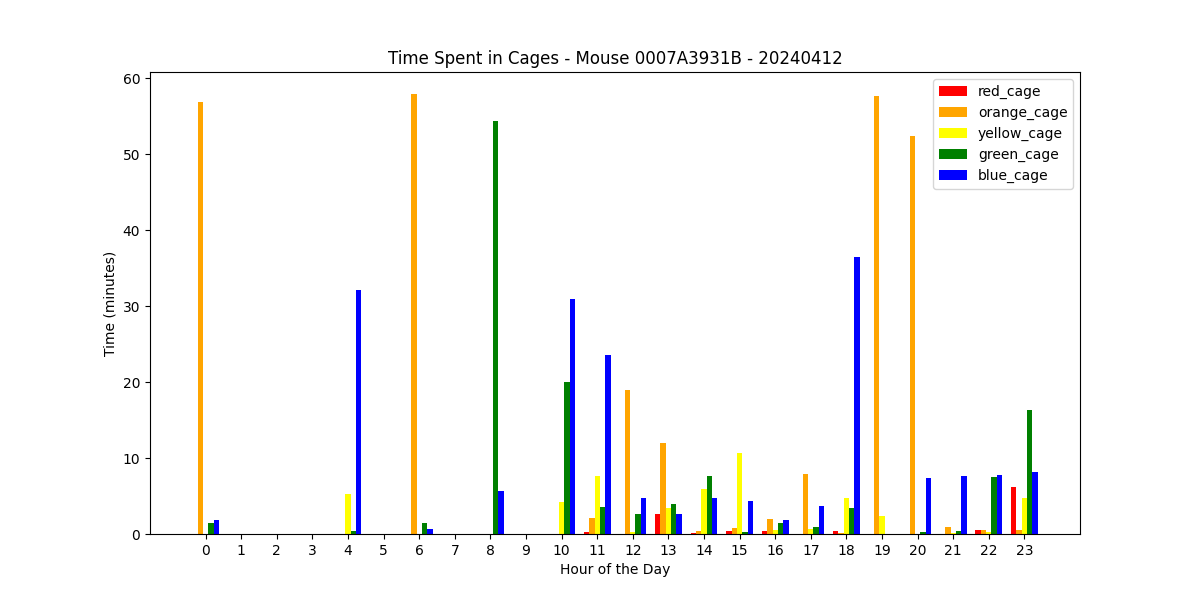 Time Spent in Cages - Mouse 0007A3931B - 20240412
red_cage
orange_cage
yellow_cage
green_cage
blue_cage
Time (minutes)
60
50
40
30
20
10
0
0 1 2 3 4 5 6 7 8 9 10 11 12 13 14 15 16 17 18 19 20 21 22 23
Hour of the Day